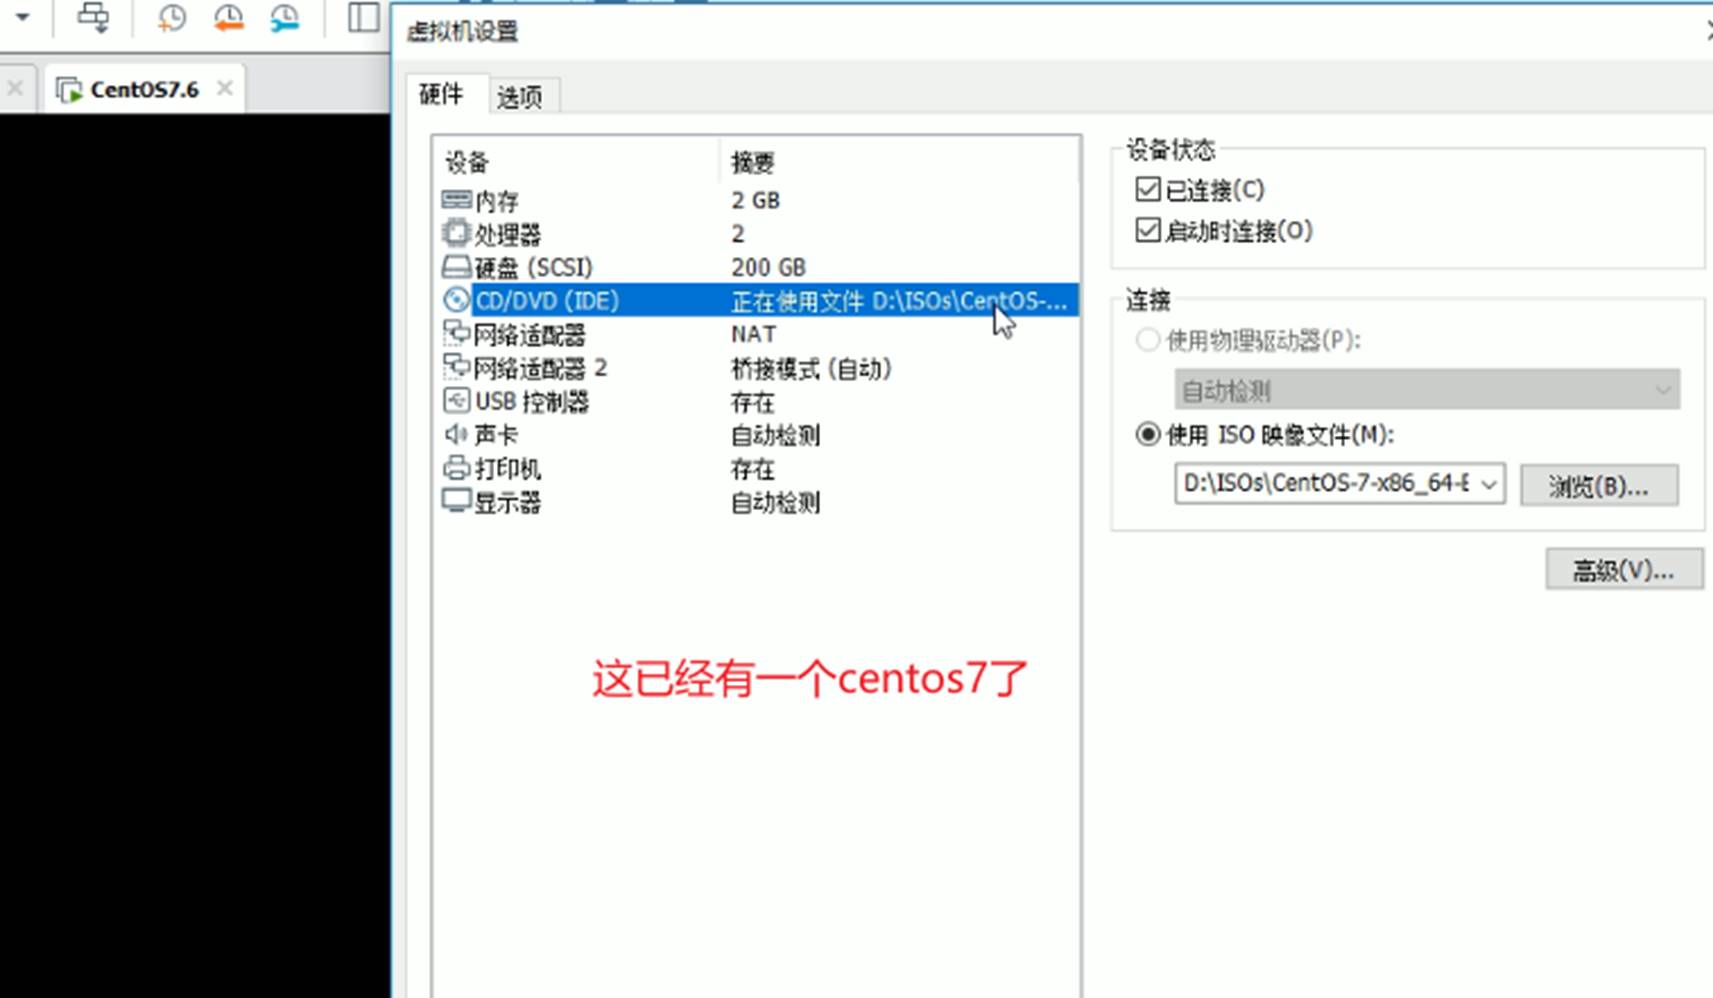 虚拟机设置
CentOS7.6
硬件
选项
设备 摘要
内存 2 GB
处理器 2
硬盘 (SCSI) 200 GB
CD/DVD (IDE) 正在使用文件 D:\ISOs\CentOS-...
网络适配器 NAT
网络适配器 2 桥接模式 (自动)
USB 控制器 存在
声卡 自动检测
打印机 存在
显示器 自动检测
设备状态
已连接(C)
启动时连接(O)
连接
使用物理驱动器(P):
自动检测
使用 ISO 映像文件(M):
D:\ISOs\CentOS-7-x86_64-E
浏览(B)...
高级(V)...
这已经有一个centos7了